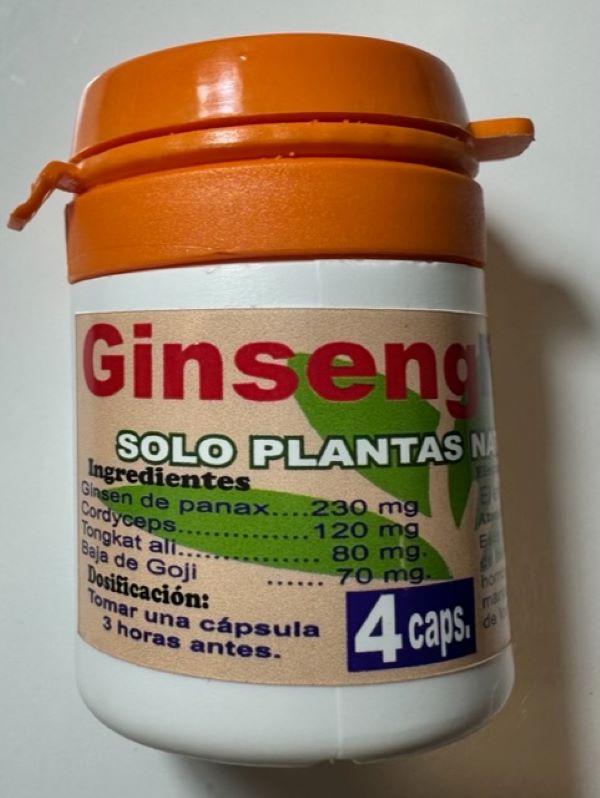 Ginseng
SOLO PLANTAS
Ingredientes
Ginsen de panax....230 mg
Cordyceps..............120 mg
Tongkat ali.............. 80 mg.
Baja de Goji ...... 70 mg.
Dosificación:
Tomar una cápsula
3 horas antes.
4 caps.